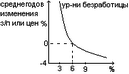 среднегодов ур-ни безработицы
изменения
з/п или цен %
0
-4
3 6 9 %